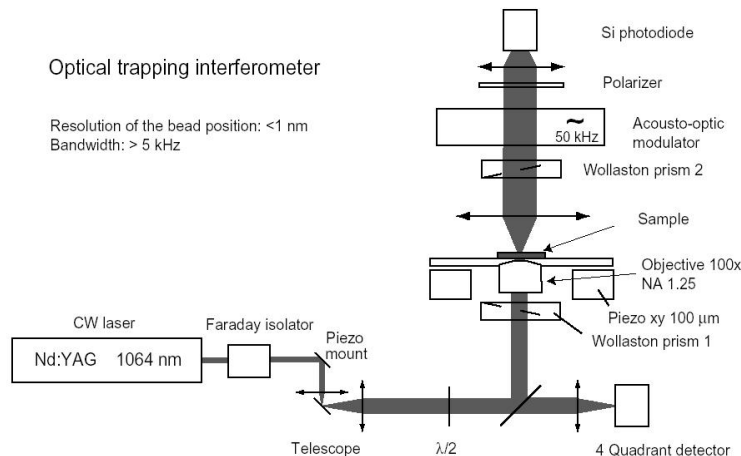 Si photodiode
Optical trapping interferometer
Polarizer
Resolution of the bead position: <1 nm
Bandwidth: > 5 kHz
~
50 kHz
Acousto-optic
modulator
Wollaston prism 2
Sample
Objective 100x
NA 1.25
Piezo xy 100 μm
Wollaston prism 1
CW laser
Faraday isolator
Piezo
mount
Nd:YAG 1064 nm
Telescope
λ/2
4 Quadrant detector